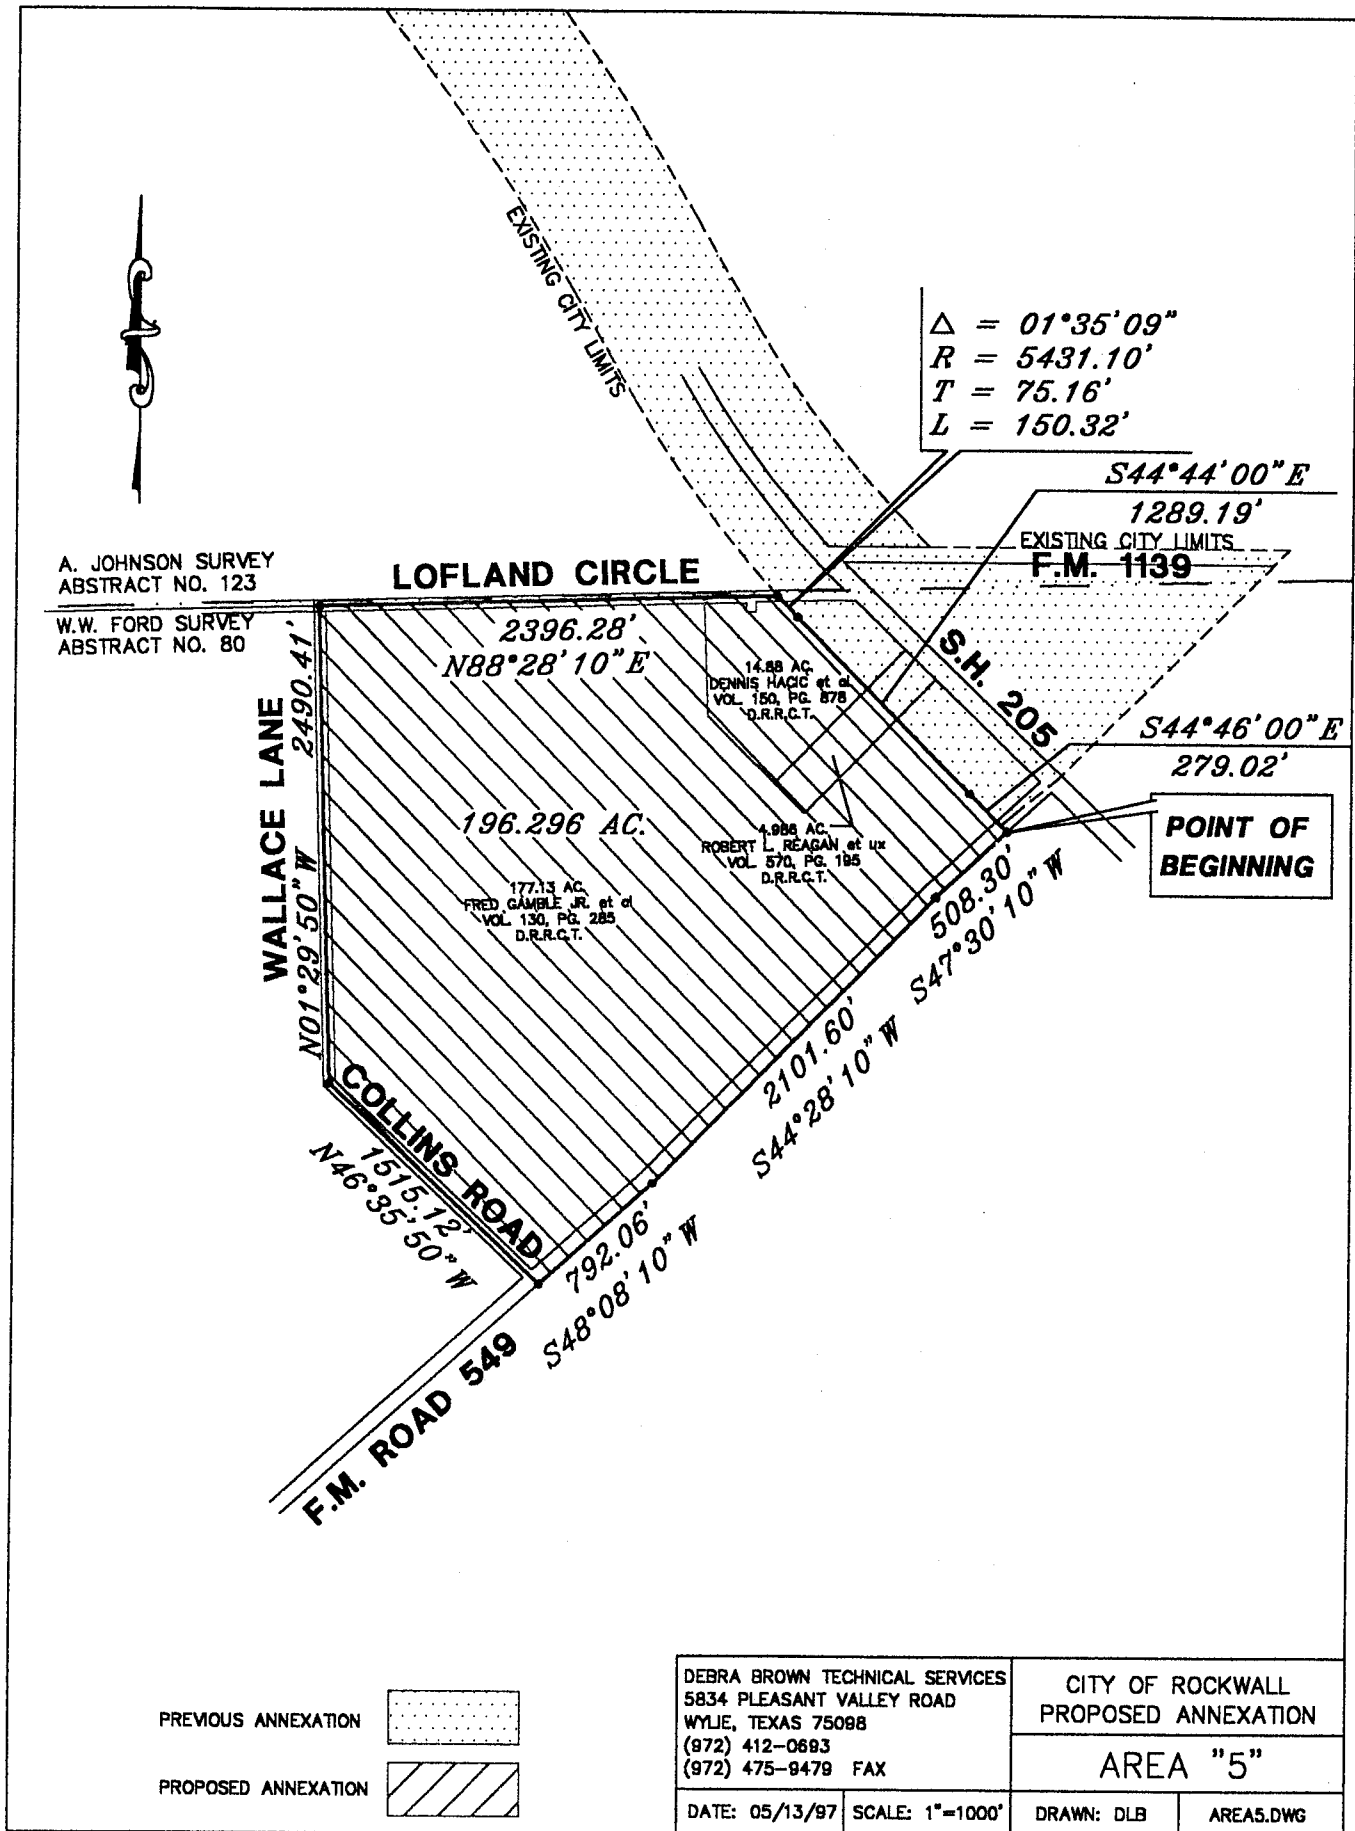 EXISTING CITY LIMITS
Δ = 01°35'09"
R = 5431.10'
T = 75.16'
L = 150.32'
S44°44'00"E
1289.19'
EXISTING CITY LIMITS
F.M. 1139
A. JOHNSON SURVEY
ABSTRACT NO. 123
LOFLAND CIRCLE
W.W. FORD SURVEY
ABSTRACT NO. 80
2396.28'
N88°28'10"E
2490.41'
N01°29'50"W
WALLACE LANE
14.88 AC.
DENNIS HACIC et al
VOL. 150, PG. 878
D.R.R.C.T.
S.H. 205
S44°46'00"E
279.02'
POINT OF
BEGINNING
196.296 AC.
4.986 AC.
ROBERT L. REAGAN et ux
VOL. 570, PG. 195
D.R.R.C.T.
177.13 AC.
FRED GAMBLE JR. et al
VOL. 130, PG. 285
D.R.R.C.T.
508.30'
S47°30'10"W
2101.60'
S44°28'10"W
COLLINS ROAD
1515.12'
N46°35'50"W
792.06'
S48°08'10"W
F.M. ROAD 549
PREVIOUS ANNEXATION
PROPOSED ANNEXATION
DEBRA BROWN TECHNICAL SERVICES
5834 PLEASANT VALLEY ROAD
WYLIE, TEXAS 75098
(972) 412-0693
(972) 475-9479 FAX
CITY OF ROCKWALL
PROPOSED ANNEXATION
AREA "5"
DATE: 05/13/97
SCALE: 1"=1000'
DRAWN: DLB
AREA5.DWG